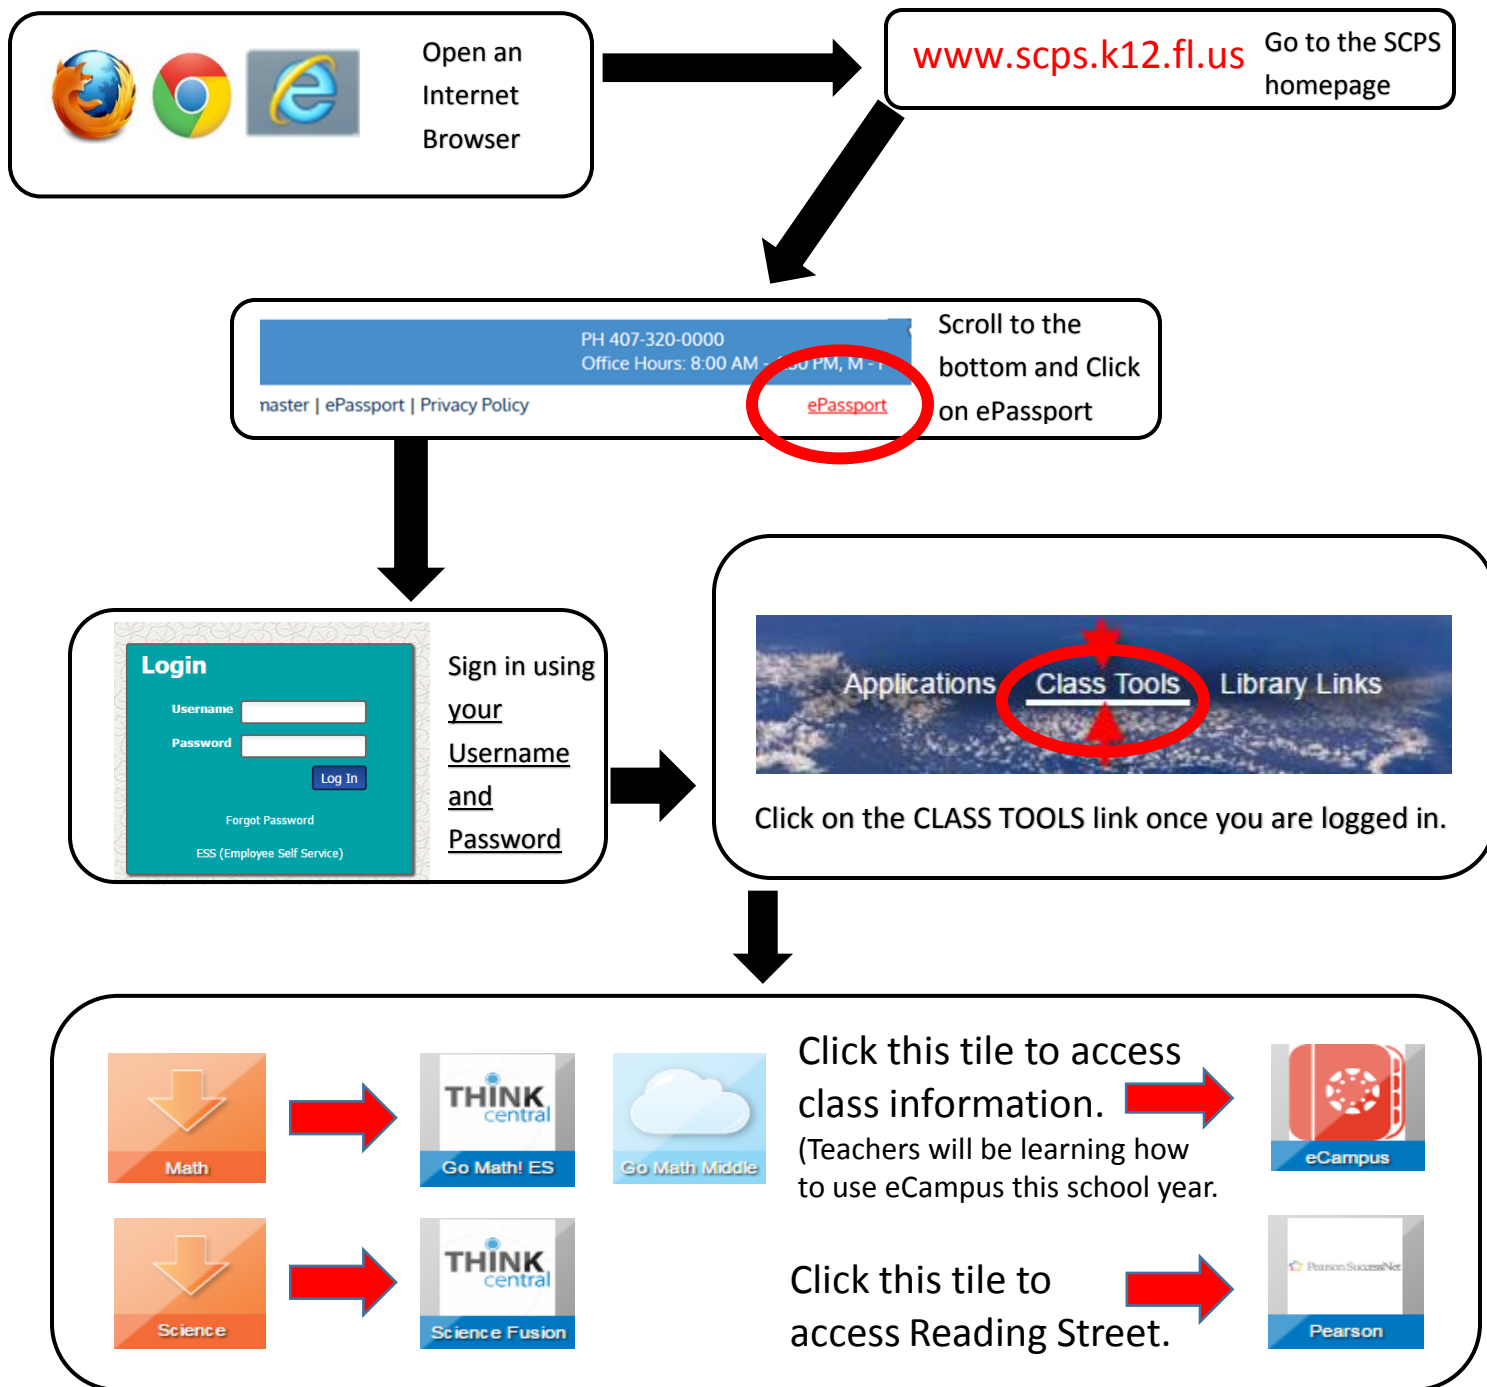 Open an
Internet
Browser
www.scps.k12.fl.us
Go to the SCPS
homepage
PH 407-320-0000
Office Hours: 8:00 AM - PM, M -
master | ePassport | Privacy Policy
ePassport
Scroll to the
bottom and Click
on ePassport
Login
Username
Password
Log In
Forgot Password
ESS (Employee Self Service)
Sign in using
your
Username
and
Password
Applications Class Tools Library Links
Click on the CLASS TOOLS link once you are logged in.
Math
THINK
central
Go Math! ES
Go Math Middle
Click this tile to access
class information.
(Teachers will be learning how
to use eCampus this school year.
eCampus
Science
THINK
central
Science Fusion
Click this tile to
access Reading Street.
Pearson SuccessNet
Pearson